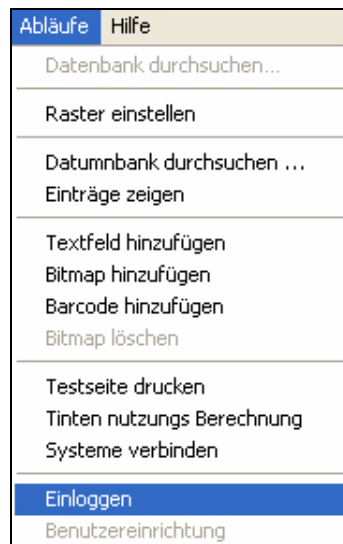 Abläufe Hilfe
Datenbank durchsuchen...
Raster einstellen
Datumnbank durchsuchen ...
Einträge zeigen
Textfeld hinzufügen
Bitmap hinzufügen
Barcode hinzufügen
Bitmap löschen
Testseite drucken
Tinten nutzungs Berechnung
Systeme verbinden
Einloggen
Benutzereinrichtung